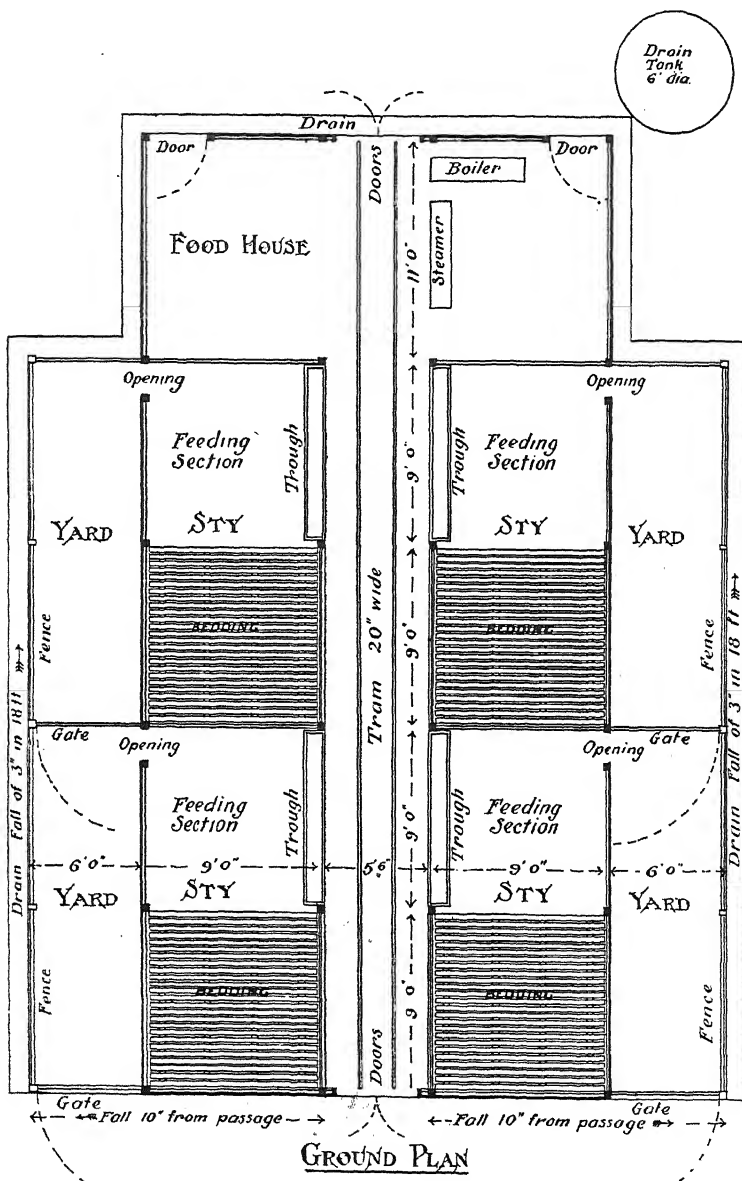 Drain
Tank
6' dia.
Drain
Door
Doors
Boiler
Door
FOOD HOUSE
Steamer
11'0"
Opening
Opening
Feeding
Section
Trough
9'0"
Trough
Feeding
Section
YARD
STY
STY
YARD
BEDDING
9'0"
BEDDING
Fence
Tram 20" wide
Fence
Drain Fall of 3" in 18 ft
Drain Fall of 3" in 18 ft
Gate
Opening
Opening
Gate
Feeding
Section
Trough
9'0"
Trough
Feeding
Section
6'0"
9'0"
5'6"
9'0"
6'0"
YARD
STY
STY
YARD
BEDDING
9'0"
BEDDING
Fence
Fence
Doors
Gate
Gate
Fall 10" from passage
Fall 10" from passage
GROUND PLAN